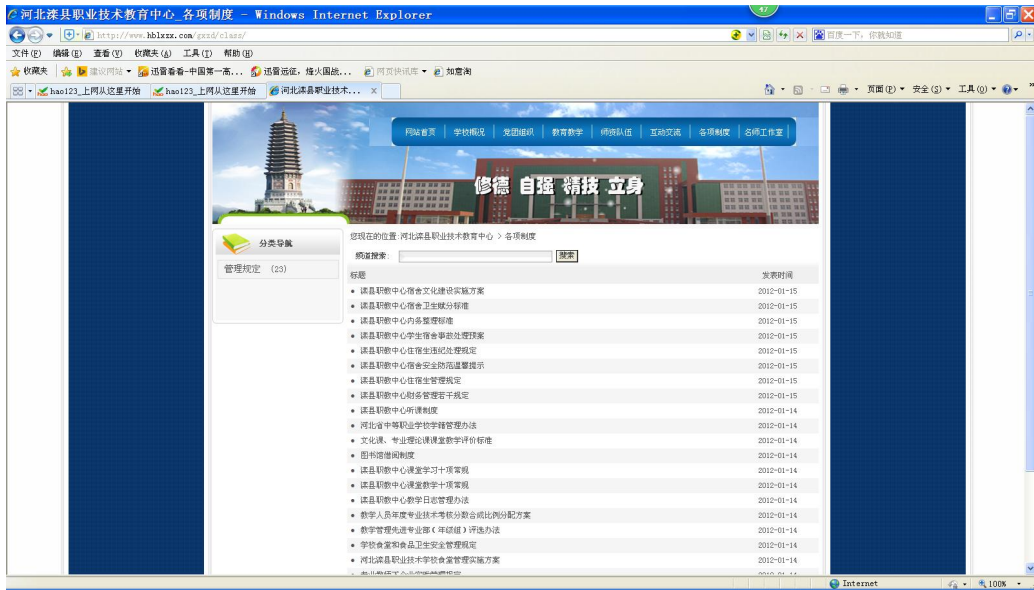 河北滦县职业技术教育中心_各项制度 - Windows Internet Explorer
47
http://www.hblxzx.com/gzzd/class/
百度一下，你就知道
文件(F) 编辑(E) 查看(V) 收藏夹(A) 工具(T) 帮助(H)
收藏夹 建议网站 迅雷看看-中国第一高... 迅雷远征，烽火国战... 网页快讯库 如意淘
hao123_上网从这里开始 hao123_上网从这里开始 河北滦县职业技术... x
页面(P) 安全(S) 工具(O)
网站首页 | 学校概况 | 党团组织 | 教育教学 | 师资队伍 | 互动交流 | 各项制度 | 名师工作室
修德 自强 精技 立身
分类导航
管理规定 (23)
您现在的位置:河北滦县职业技术教育中心 > 各项制度
频道搜索: 搜索
标题 发表时间
滦县职教中心宿舍文化建设实施方案 2012-01-15
滦县职教中心宿舍卫生赋分标准 2012-01-15
滦县职教中心内务整理标准 2012-01-15
滦县职教中心学生宿舍事故处理预案 2012-01-15
滦县职教中心住宿生违纪处理规定 2012-01-15
滦县职教中心宿舍安全防范温馨提示 2012-01-15
滦县职教中心住宿生管理规定 2012-01-15
滦县职教中心财务管理若干规定 2012-01-15
滦县职教中心听课制度 2012-01-14
河北省中等职业学校学籍管理办法 2012-01-14
文化课、专业理论课课堂教学评价标准 2012-01-14
图书馆借阅制度 2012-01-14
滦县职教中心课堂学习十项常规 2012-01-14
滦县职教中心课堂教学十项常规 2012-01-14
滦县职教中心教学日志管理办法 2012-01-14
教学人员年度专业技术考核分数合成比例分配方案 2012-01-14
教学管理先进专业部(年级组)评选办法 2012-01-14
学校食堂和食品卫生安全管理规定 2012-01-14
河北滦县职业技术学校食堂管理实施方案 2012-01-14
Internet 100%